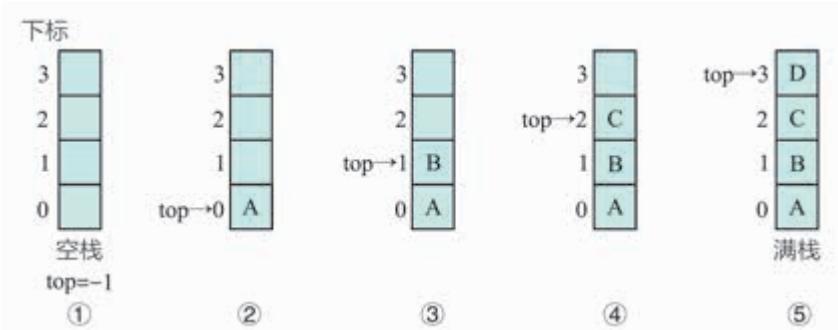 下标
3
2
1
0
空栈
top=−1
①
3
2
1
top→0 A
②
3
2
top→1 B
0 A
③
3
top→2 C
1 B
0 A
④
top→3 D
2 C
1 B
0 A
满栈
⑤